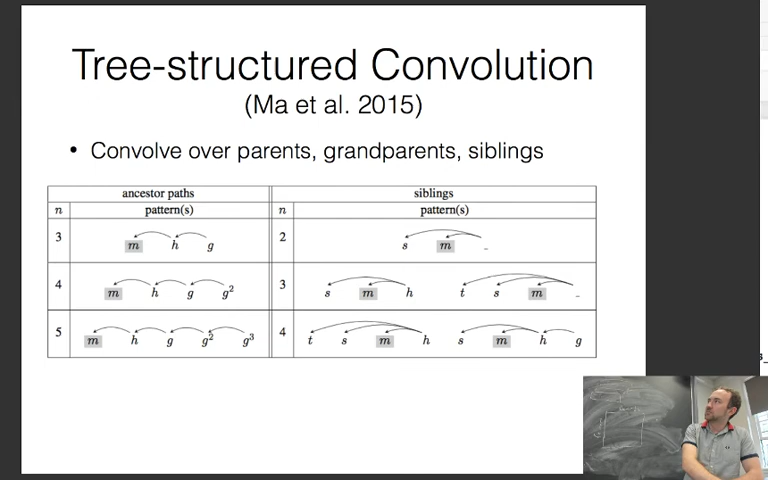 Tree-structured Convolution
(Ma et al. 2015)
• Convolve over parents, grandparents, siblings
ancestor paths siblings
n pattern(s) n pattern(s)
3 m h g 2 s m _
4 m h g g² 3 s m h t s m _
5 m h g g² g³ 4 t s m h s m h g